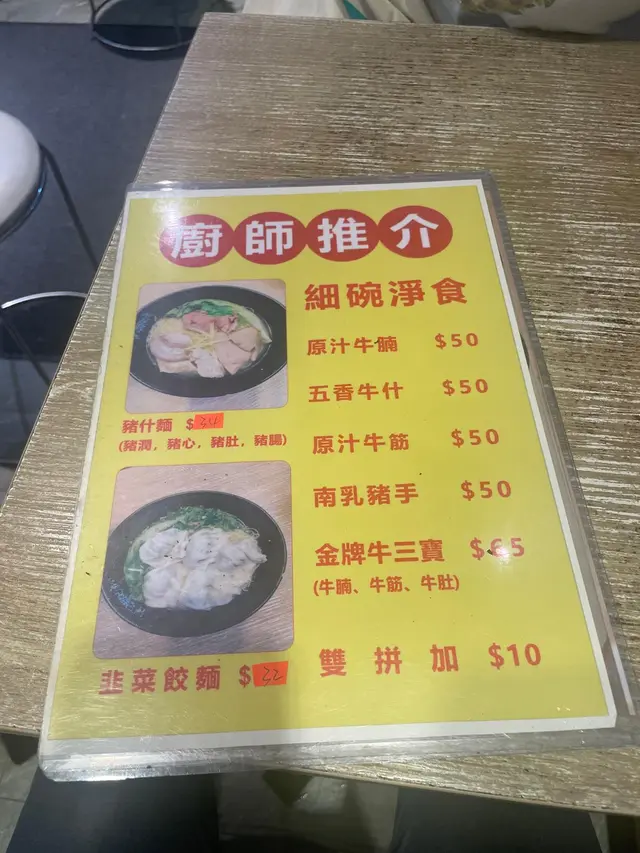 廚師推介
豬什麵 $34
(豬潤, 豬心, 豬肚, 豬腸)
韭菜餃麵 $32
細碗淨食
原汁牛腩 $50
五香牛什 $50
原汁牛筋 $50
南乳豬手 $50
金牌牛三寶 $65
(牛腩、牛筋、牛肚)
雙拼加 $10